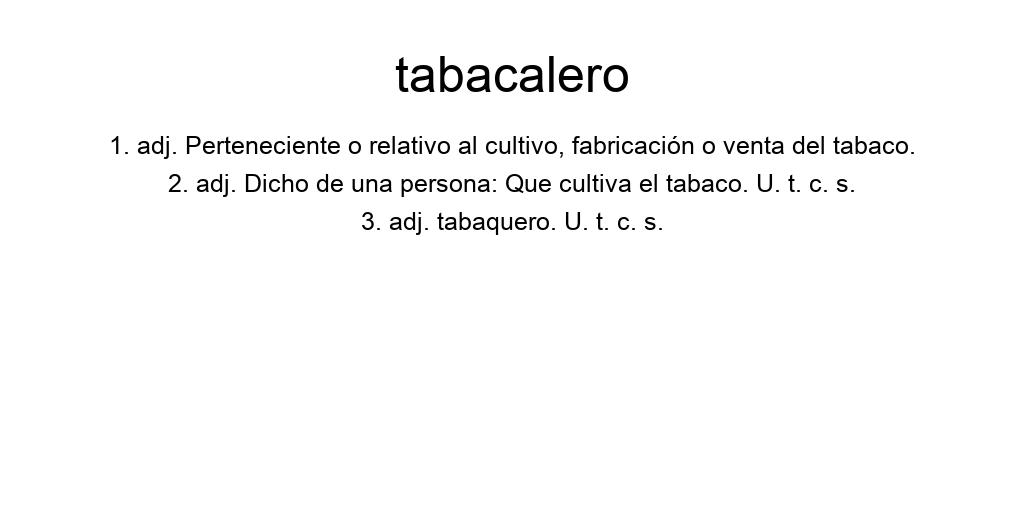 tabacalero
1. adj. Perteneciente o relativo al cultivo, fabricación o venta del tabaco.
2. adj. Dicho de una persona: Que cultiva el tabaco. U. t. c. s.
3. adj. tabaquero. U. t. c. s.